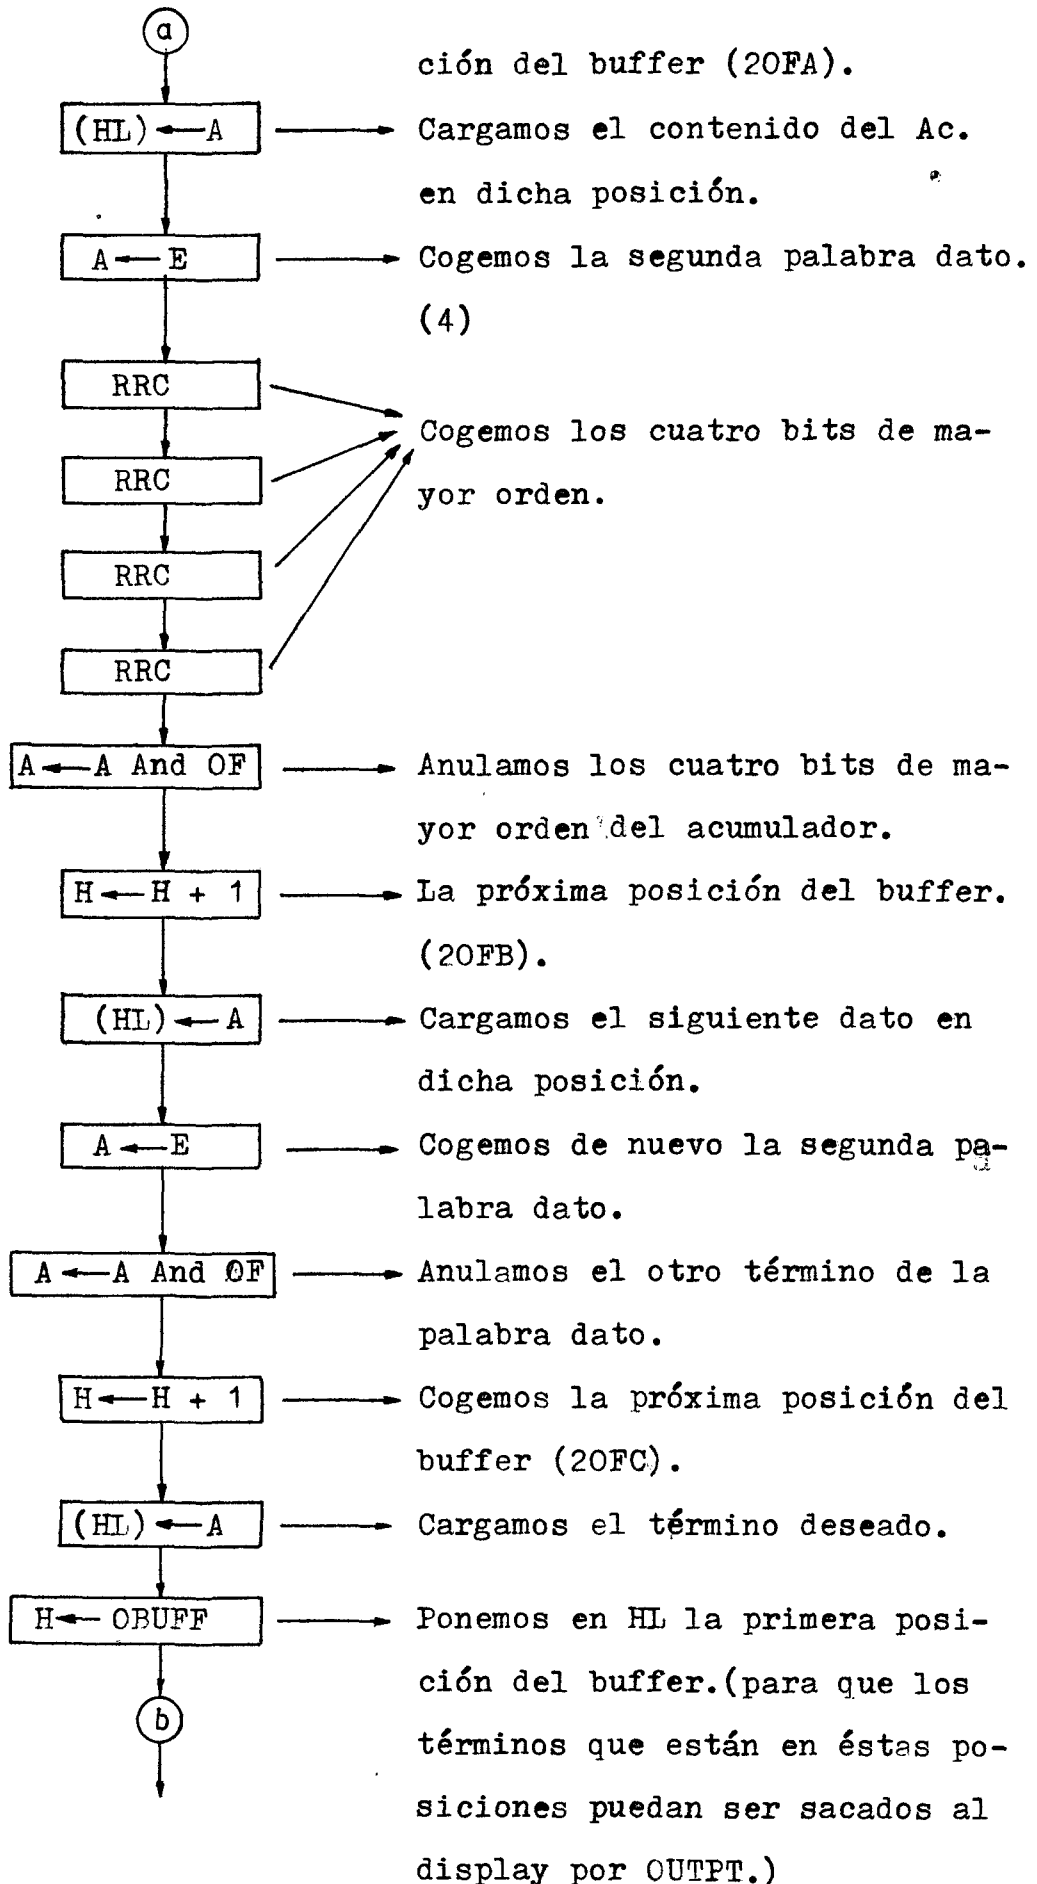 a
ción del buffer (20FA).
(HL) ← A → Cargamos el contenido del Ac.
en dicha posición.
A ← E → Cogemos la segunda palabra dato.
(4)
RRC
Cogemos los cuatro bits de ma-
RRC
yor orden.
RRC
RRC
A ← A And OF → Anulamos los cuatro bits de ma-
yor orden del acumulador.
H ← H + 1 → La próxima posición del buffer.
(20FB).
(HL) ← A → Cargamos el siguiente dato en
dicha posición.
A ← E → Cogemos de nuevo la segunda pa-
labra dato.
A ← A And OF → Anulamos el otro término de la
palabra dato.
H ← H + 1 → Cogemos la próxima posición del
buffer (20FC).
(HL) ← A → Cargamos el término deseado.
H ← OBUFF → Ponemos en HL la primera posi-
ción del buffer.(para que los
b
términos que están en éstas po-
siciones puedan ser sacados al
display por OUTPT.)